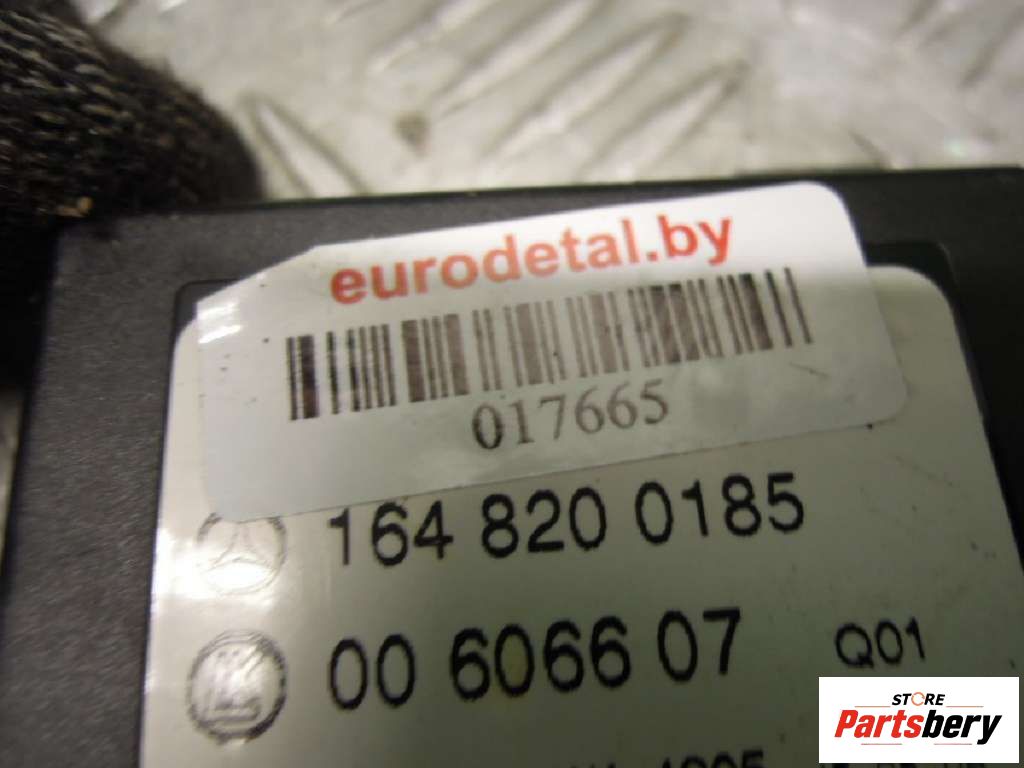 eurodetal.by
017665
164 820 0185
00 6066 07 Q01
STORE
Partsbery